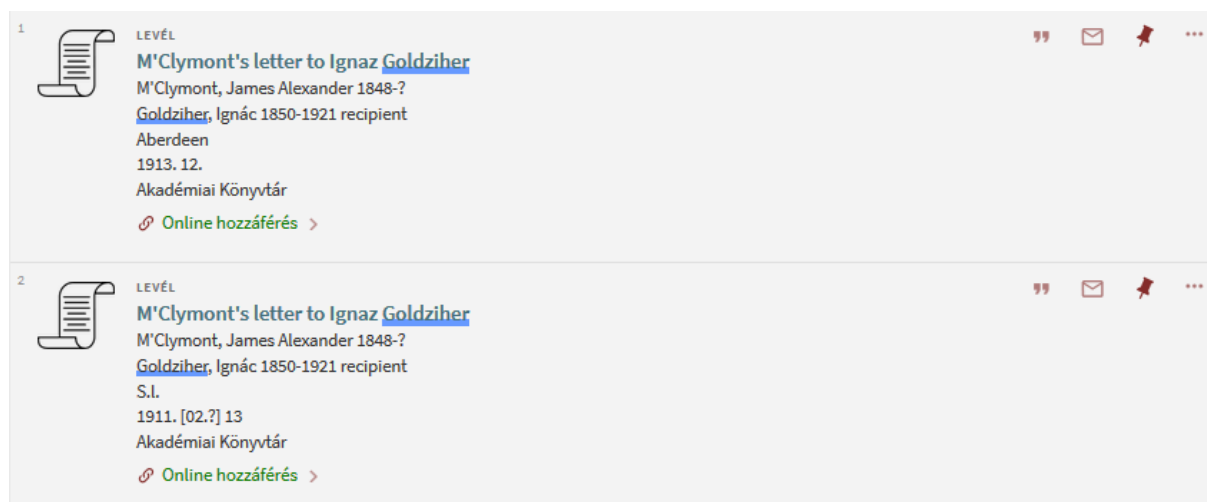 1
LEVÉL
M'Clymont's letter to Ignaz Goldziher
M'Clymont, James Alexander 1848-?
Goldziher, Ignác 1850-1921 recipient
Aberdeen
1913. 12.
Akadémiai Könyvtár
Online hozzáférés
2
LEVÉL
M'Clymont's letter to Ignaz Goldziher
M'Clymont, James Alexander 1848-?
Goldziher, Ignác 1850-1921 recipient
S.l.
1911. [02.?] 13
Akadémiai Könyvtár
Online hozzáférés